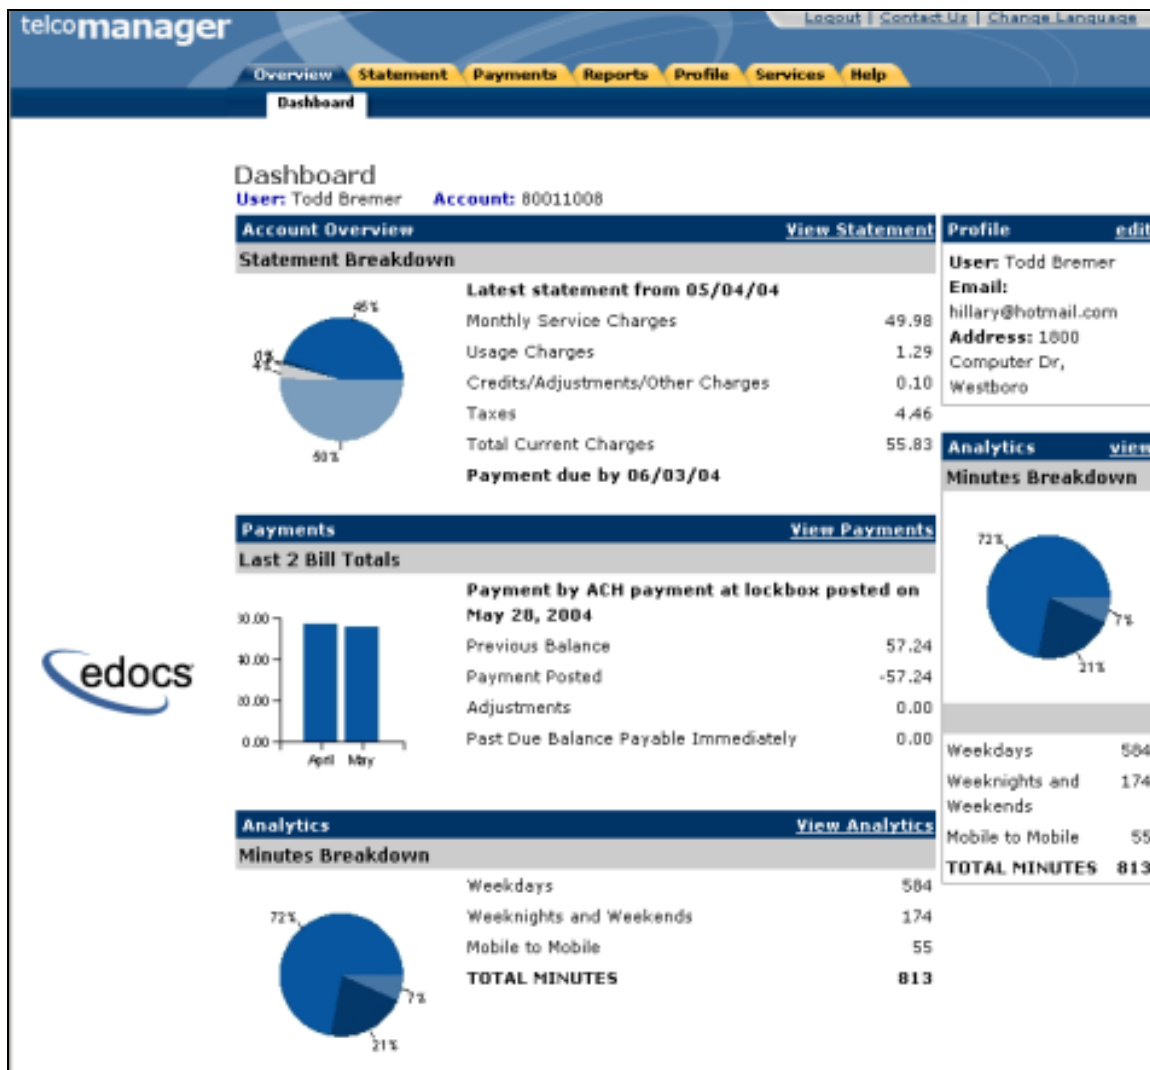 telcomanager
Logout | Contact Us | Change Language
Overview Statement Payments Reports Profile Services Help
Dashboard
Dashboard
User: Todd Bremer Account: 80011008
Account Overview View Statement
Statement Breakdown
46%
0%
4%
50%
Latest statement from 05/04/04
Monthly Service Charges 49.98
Usage Charges 1.29
Credits/Adjustments/Other Charges 0.10
Taxes 4.46
Total Current Charges 55.83
Payment due by 06/03/04
Payments View Payments
Last 2 Bill Totals
0.00
April May
Payment by ACH payment at lockbox posted on
May 28, 2004
Previous Balance 57.24
Payment Posted -57.24
Adjustments 0.00
Past Due Balance Payable Immediately 0.00
edocs
Analytics View Analytics
Minutes Breakdown
72%
7%
21%
Weekdays 584
Weeknights and Weekends 174
Mobile to Mobile 55
TOTAL MINUTES 813
Profile edit
User: Todd Bremer
Email:
hillary@hotmail.com
Address: 1800
Computer Dr,
Westboro
Analytics view
Minutes Breakdown
72%
7%
21%
Weekdays 584
Weeknights and 174
Weekends
Mobile to Mobile 55
TOTAL MINUTES 813